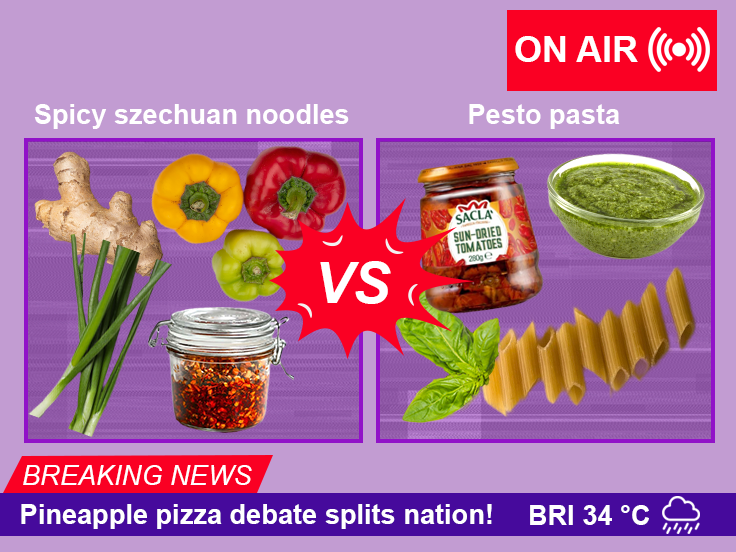 ON AIR
Spicy szechuan noodles
Pesto pasta
SACLA'
SUN-DRIED
TOMATOES
280g e
VS
BREAKING NEWS
Pineapple pizza debate splits nation!
BRI 34 °C